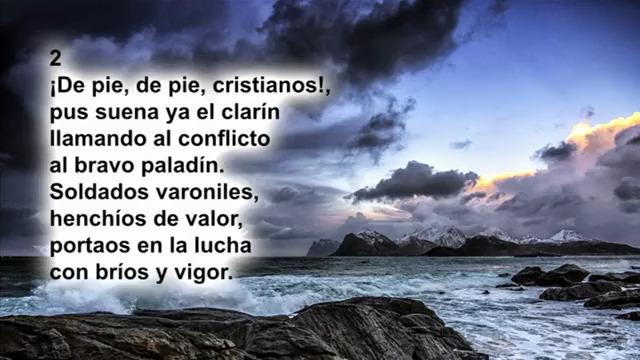 2
¡De pie, de pie, cristianos!,
pus suena ya el clarín
llamando al conflicto
al bravo paladín.
Soldados varoniles,
henchíos de valor,
portaos en la lucha
con bríos y vigor.